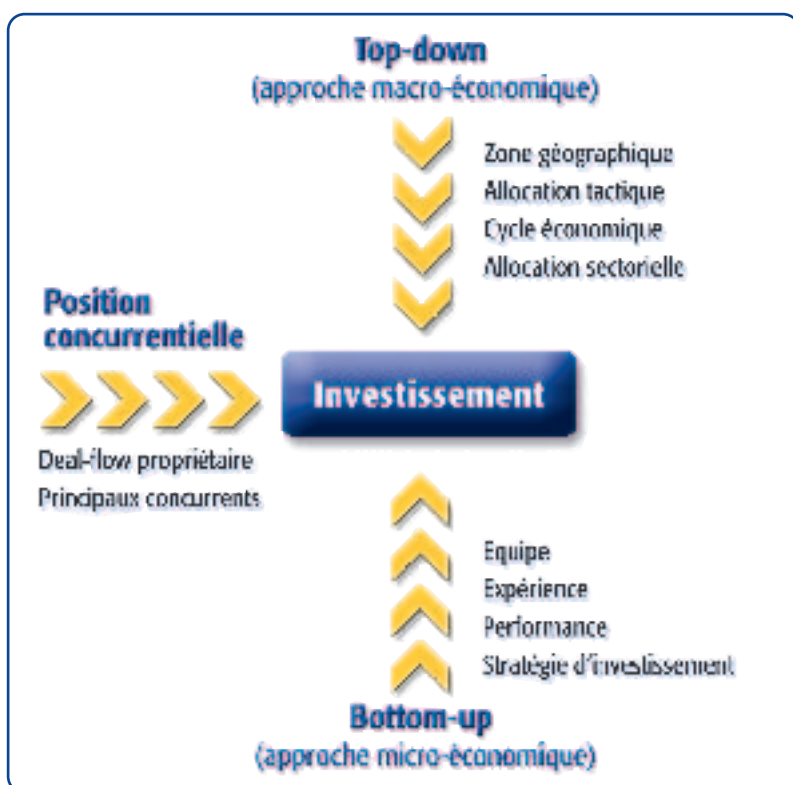 Top-down
(approche macro-économique)
Zone géographique
Allocation tactique
Cycle économique
Allocation sectorielle
Position
concurrentielle
Investissement
Deal-flow propriétaire
Principaux concurrents
Equipe
Expérience
Performance
Stratégie d'investissement
Bottom-up
(approche micro-économique)